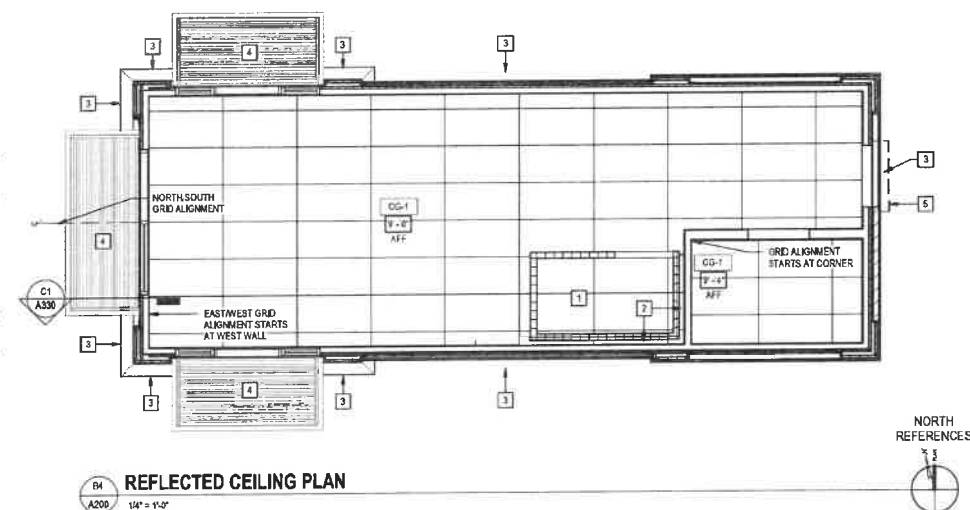 3
3
3
4
3
NORTH/SOUTH
GRID ALIGNMENT
3
5
CG-1
9'-0"
AFF
4
GRID ALIGNMENT
STARTS AT CORNER
CG-1
AFF
1
2
C1
A330
EAST/WEST GRID
ALIGNMENT STARTS
AT WEST WALL
3
4
3
3
3
NORTH
REFERENCES
PLAN
B4
A200
REFLECTED CEILING PLAN
1/4" = 1'-0"